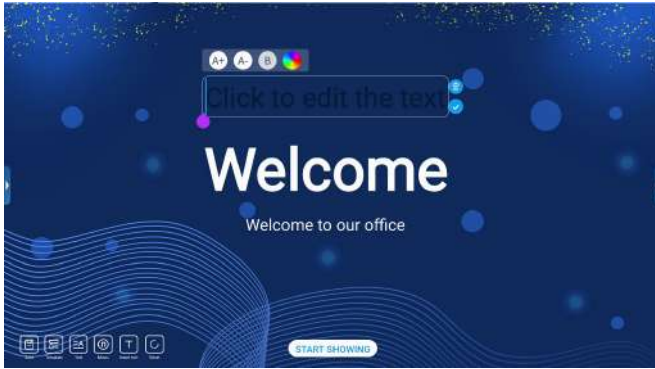 A+ A- B
Click to edit the text
Welcome
Welcome to our office
T
START SHOWING